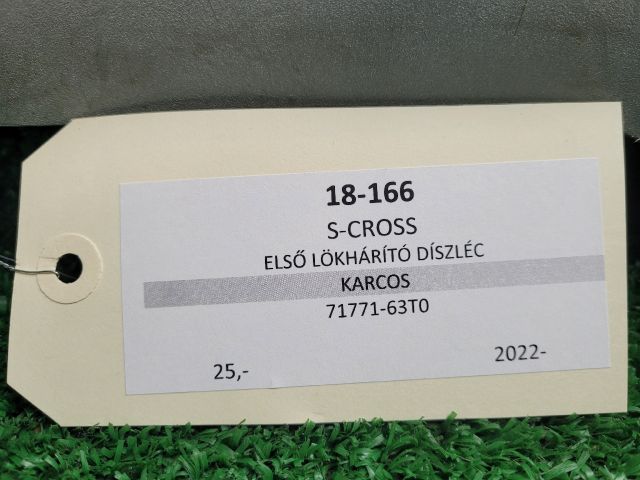 18-166
S-CROSS
ELSŐ LÖKHÁRÍTÓ DÍSZLÉC
KARCOS
71771-63T0
25,- 2022-